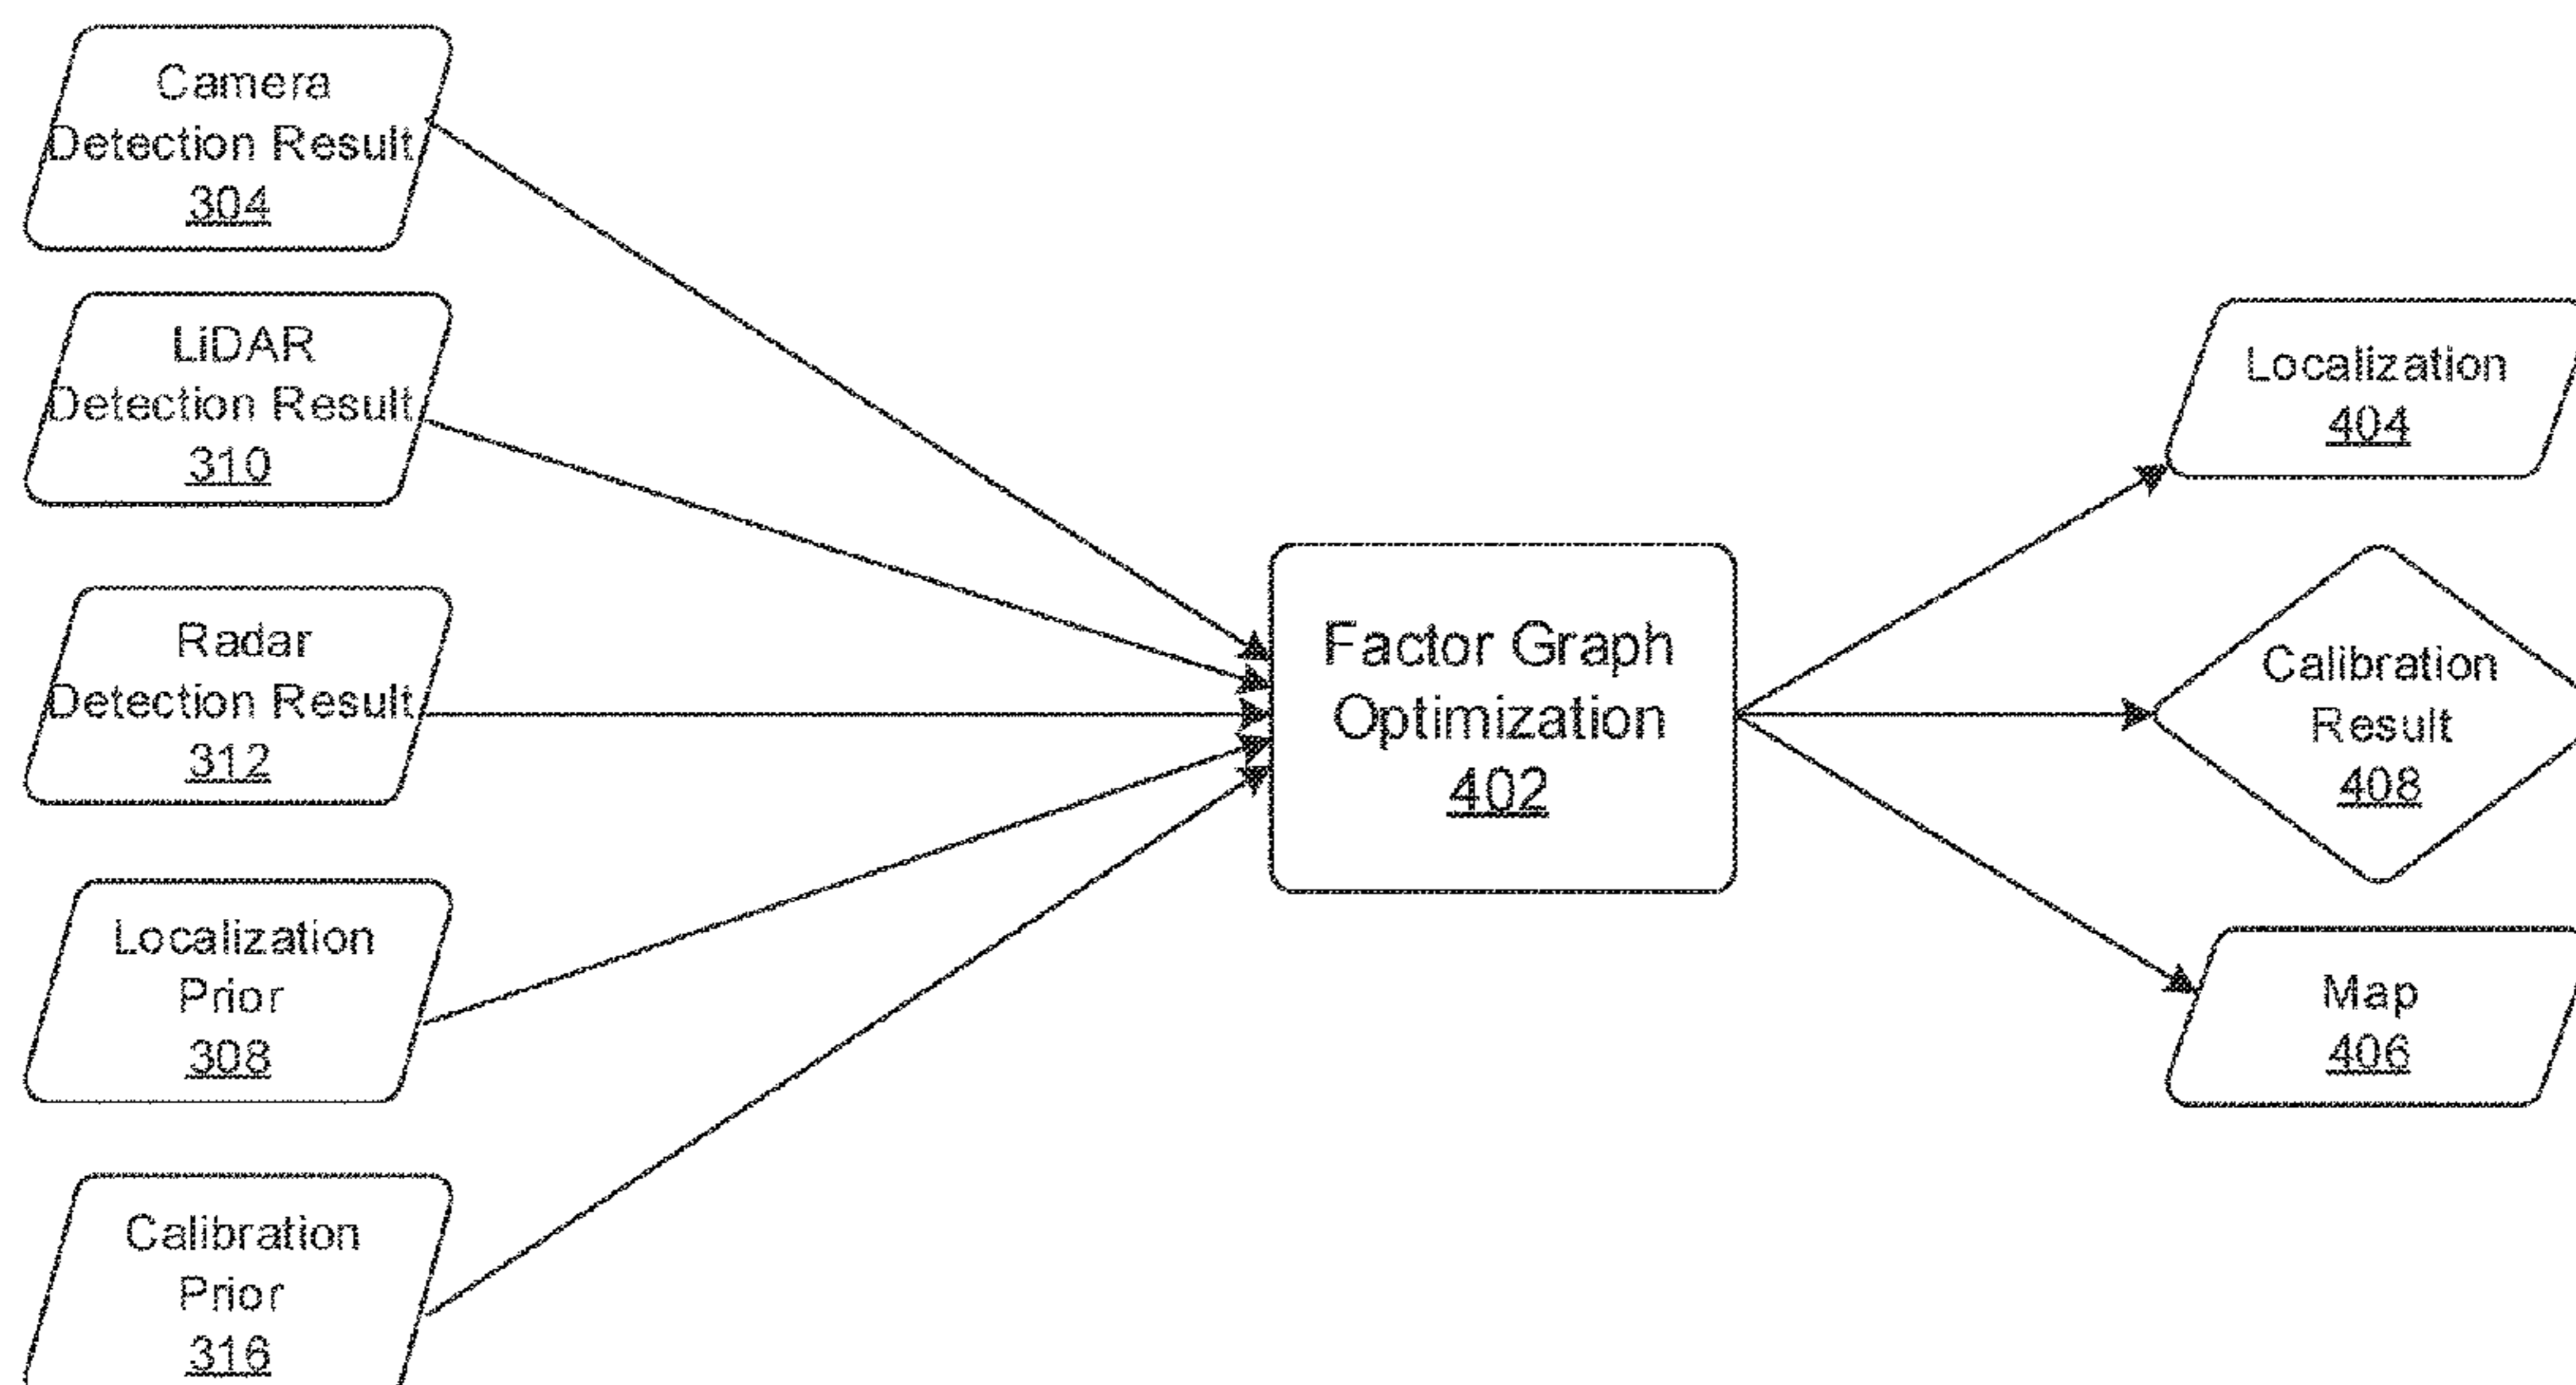 Camera
Detection Result
304
LiDAR
Detection Result
310
Radar
Detection Result
312
Localization
Prior
308
Calibration
Prior
316
Factor Graph
Optimization
402
Localization
404
Calibration
Result
408
Map
406